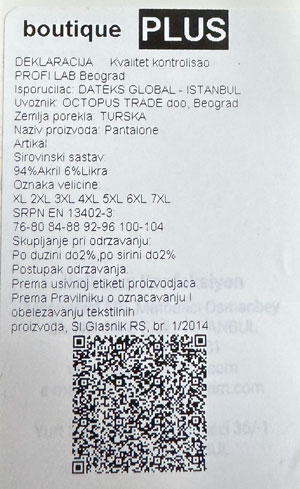 boutique PLUS
DEKLARACIJA Kvalitet kontrolisao
PROFI LAB Beograd
Isporucilac: DATEKS GLOBAL - ISTANBUL
Uvoznik: OCTOPUS TRADE doo, Beograd
Zemlja porekla: TURSKA
Naziv proizvoda: Pantalone
Artikal:
Sirovinski sastav:
94%Akril 6%Likra
Oznaka velicine:
XL 2XL 3XL 4XL 5XL 6XL 7XL
SRPN EN 13402-3:
76-80 84-88 92-96 100-104
Skupljanje pri odrzavanju:
Po duzini do2%,po sirini do2%
Postupak odrzavanja:
Prema usivnoj etiketi proizvodjaca
Prema Pravilniku o oznacavanju I
obelezavanju tekstilnih
proizvoda, Sl.Glasnik RS, br. 1/2014